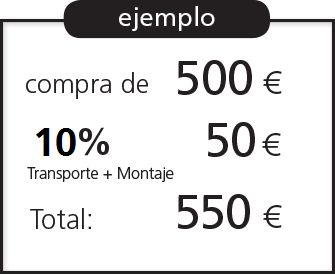 ejemplo
compra de 500 €
10% 50 €
Transporte + Montaje
Total: 550 €